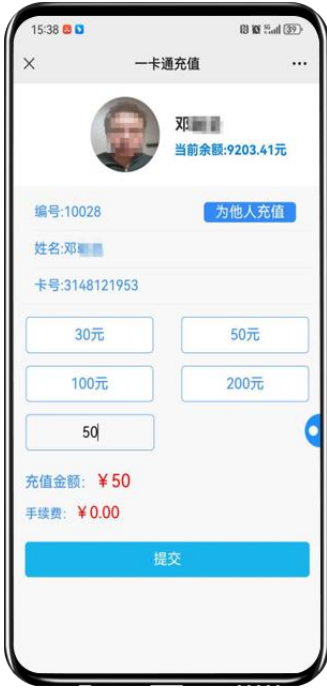 15:38
5G 39
× 一卡通充值 ...
邓
当前余额:9203.41元
编号:10028 为他人充值
姓名:邓
卡号:3148121953
30元 50元
100元 200元
50
充值金额: ￥50
手续费: ￥0.00
提交